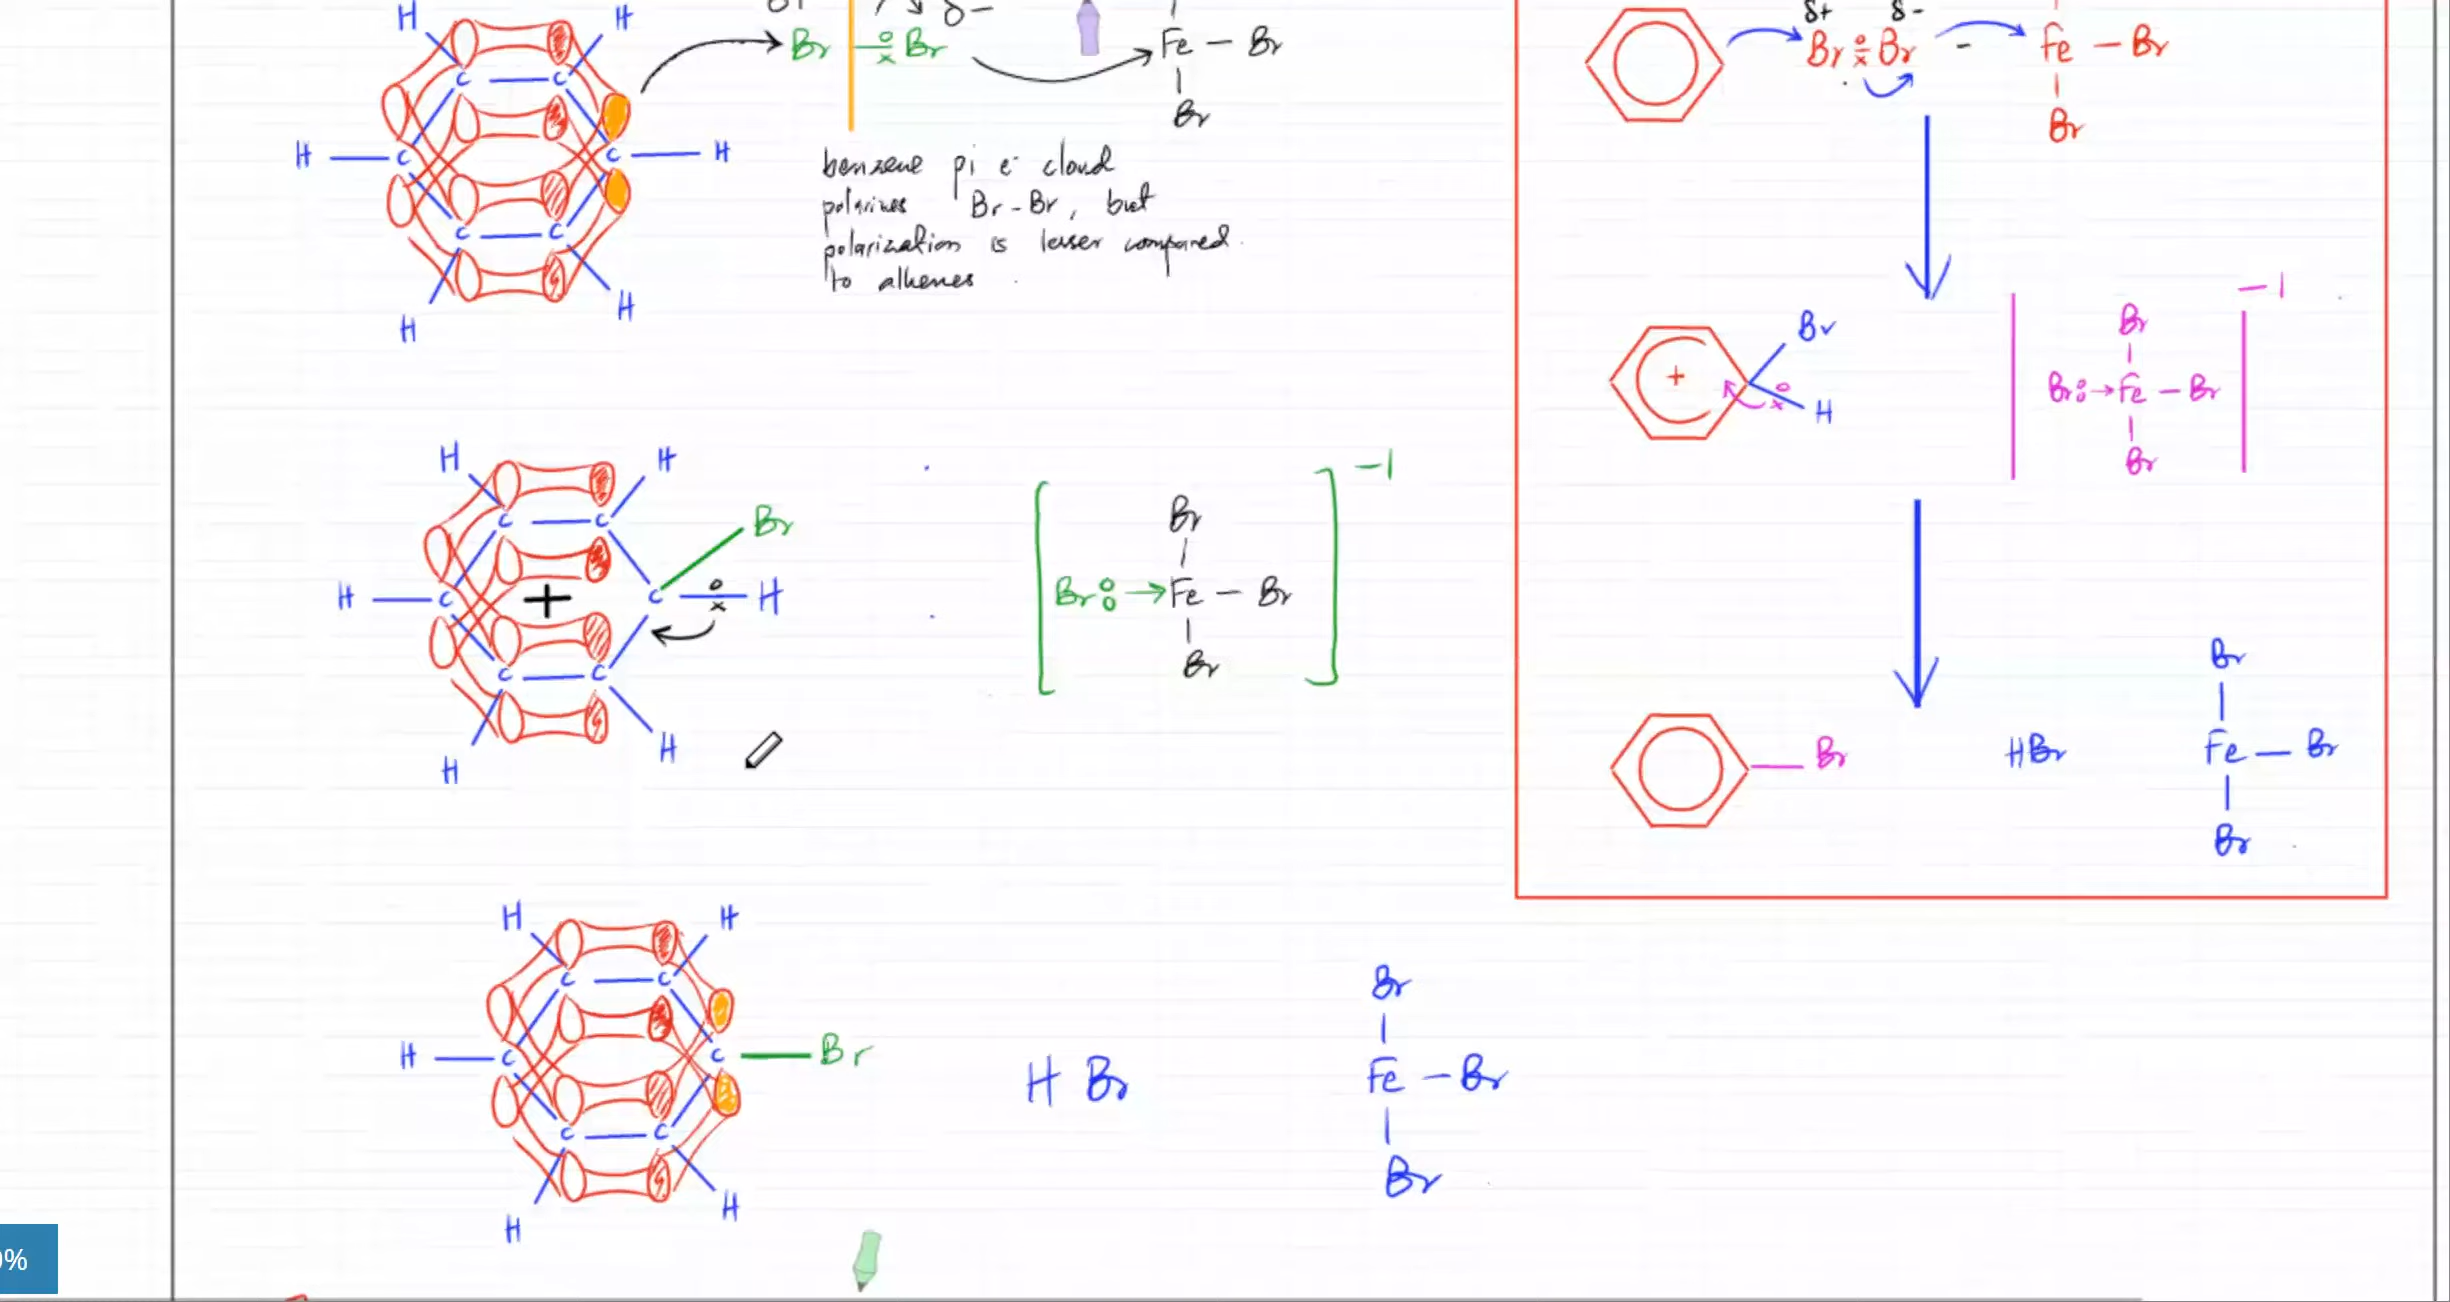 H H δ+ δ-
Br Br Fe - Br
Br
H C C H
C C
C C
H H
benzene pi e- cloud
polarizes Br - Br, but
polarization is lesser compared
to alkenes
H H
C C
H C C H
C C
H H
+
Br
[Br → Fe - Br] -1
Br
Br
H H
C C
H C C Br
C C
H H
H Br
Br
Fe - Br
Br
δ+ δ-
Br Br - Fe - Br
Br
+
Br
H
-1
Br
Br → Fe - Br
Br
Br
HBr
Br
Fe - Br
Br
0%